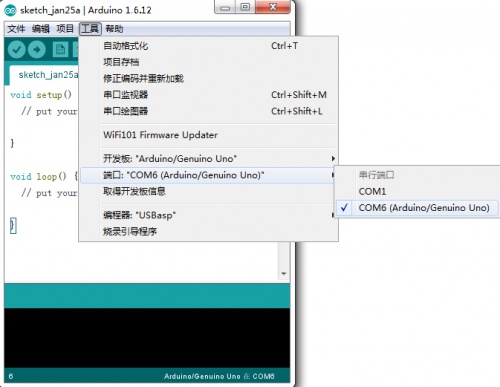 sketch_jan25a | Arduino 1.6.12
文件 编辑 项目 工具 帮助
自动格式化 Ctrl+T
项目存档
修正编码并重新加载
串口监视器 Ctrl+Shift+M
串口绘图器 Ctrl+Shift+L
WiFi101 Firmware Updater
开发板: "Arduino/Genuino Uno"
端口: "COM6 (Arduino/Genuino Uno)"
取得开发板信息
编程器: "USBasp"
烧录引导程序
串行端口
COM1
COM6 (Arduino/Genuino Uno)
sketch_jan25a
void setup()
// put your
}
void loop() {
// put your
}
6 Arduino/Genuino Uno 在 COM6